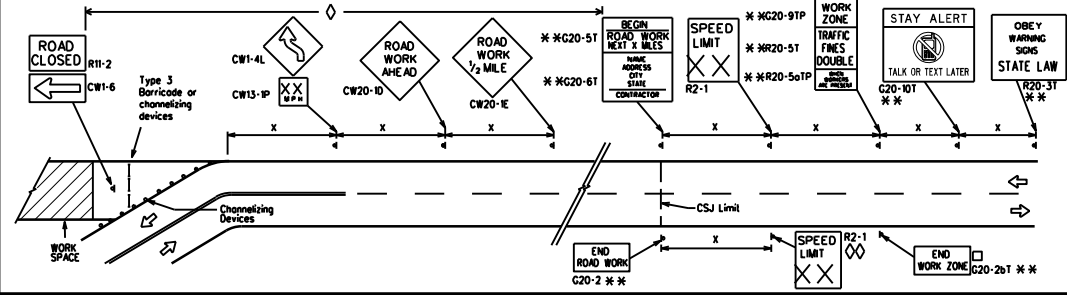 ROAD
CLOSED
R11-2
CW1-6
Type 3
Barricade or
channelizing
devices
CW1-4L
XX
MPH
CW13-1P
ROAD
WORK
AHEAD
CW20-1D
ROAD
WORK
1/2 MILE
CW20-1E
BEGIN
ROAD WORK
NEXT X MILES
NAME
ADDRESS
CITY
STATE
CONTRACTOR
* *G20-5T
* *G20-6T
SPEED
LIMIT
X X
R2-1
WORK
ZONE
TRAFFIC
FINES
DOUBLE
WHEN
WORKERS
ARE PRESENT
* *G20-9TP
* *R20-5T
* *R20-5aTP
STAY ALERT
TALK OR TEXT LATER
G20-10T
* *
OBEY
WARNING
SIGNS
STATE LAW
R20-3T
* *
X
X
X
X
X
X
X
Channelizing
Devices
WORK
SPACE
CSJ Limit
END
ROAD WORK
G20-2 * *
X
SPEED
LIMIT
X X
R2-1
END
WORK ZONE
G20-2bT * *